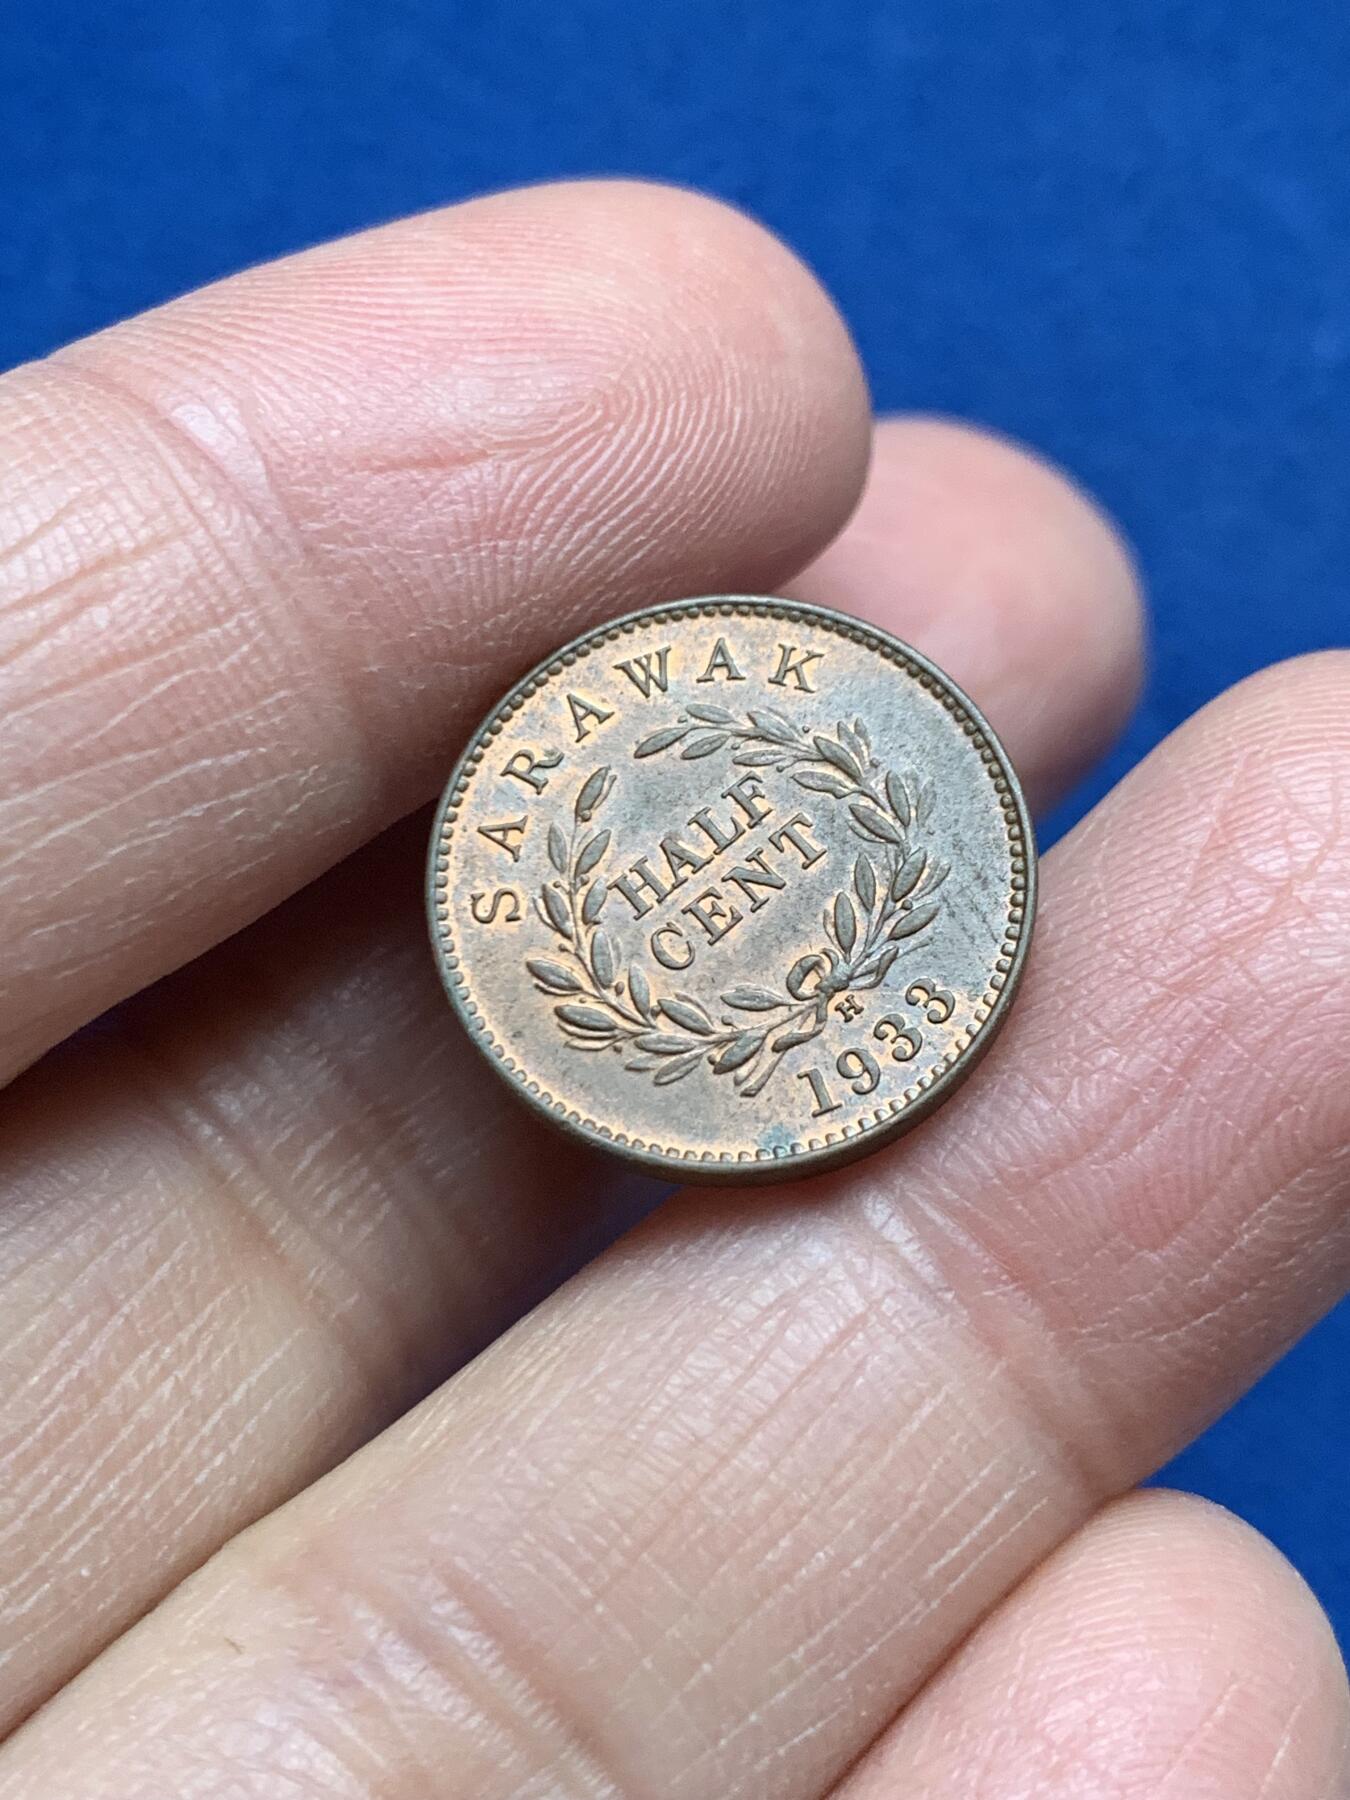 SARAWAK
HALF
CENT
H
1933